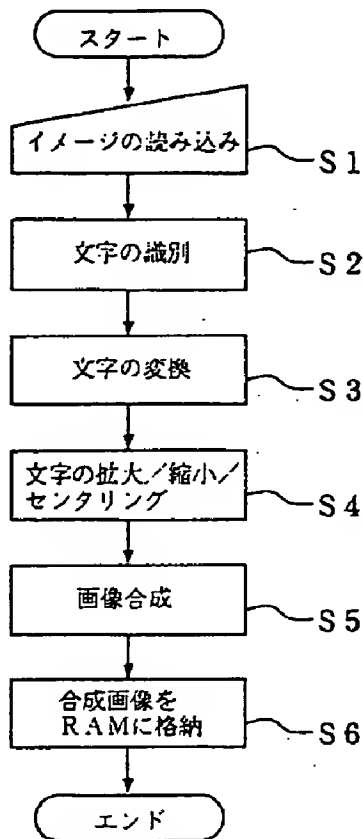 スタート
イメージの読み込み
S1
文字の識別
S2
文字の変換
S3
文字の拡大／縮小／
センタリング
S4
画像合成
S5
合成画像を
RAMに格納
S6
エンド